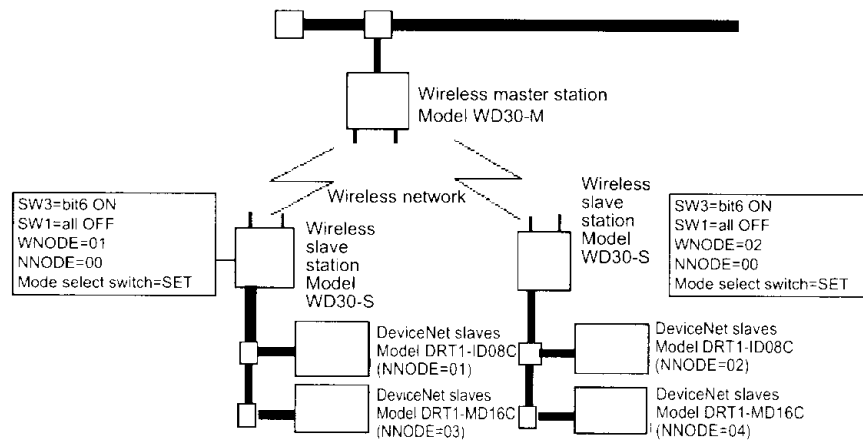 Wireless master station
Model WD30-M
Wireless network
SW3=bit6 ON
SW1=all OFF
WNODE=01
NNODE=00
Mode select switch=SET
Wireless
slave
station
Model
WD30-S
Wireless
slave
station
Model
WD30-S
SW3=bit6 ON
SW1=all OFF
WNODE=02
NNODE=00
Mode select switch=SET
DeviceNet slaves
Model DRT1-ID08C
(NNODE=01)
DeviceNet slaves
Model DRT1-MD16C
(NNODE=03)
DeviceNet slaves
Model DRT1-ID08C
(NNODE=02)
DeviceNet slaves
Model DRT1-MD16C
(NNODE=04)